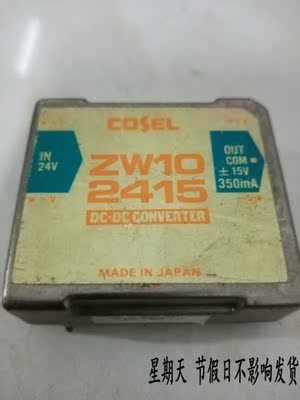 COSEL
IN
24V
ZW10
2415
DC-DC CONVERTER
OUT
COM
± 15V
350mA
MADE IN JAPAN
星期天 节假日不影响发货